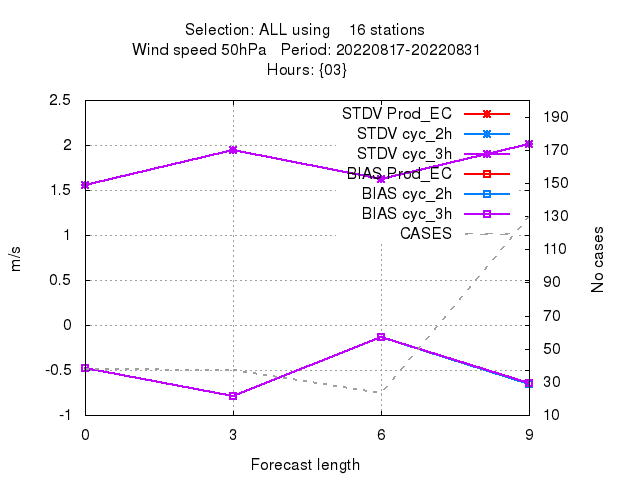 Selection: ALL using    16 stations
Wind speed 50hPa   Period: 20220817-20220831
Hours: {03}
2.5
2
1.5
1
0.5
0
-0.5
-1
m/s
STDV Prod_EC
STDV cyc_2h
STDV cyc_3h
BIAS Prod_EC
BIAS cyc_2h
BIAS cyc_3h
CASES
190
170
150
130
110
90
70
50
30
10
No cases
0 3 6 9
Forecast length